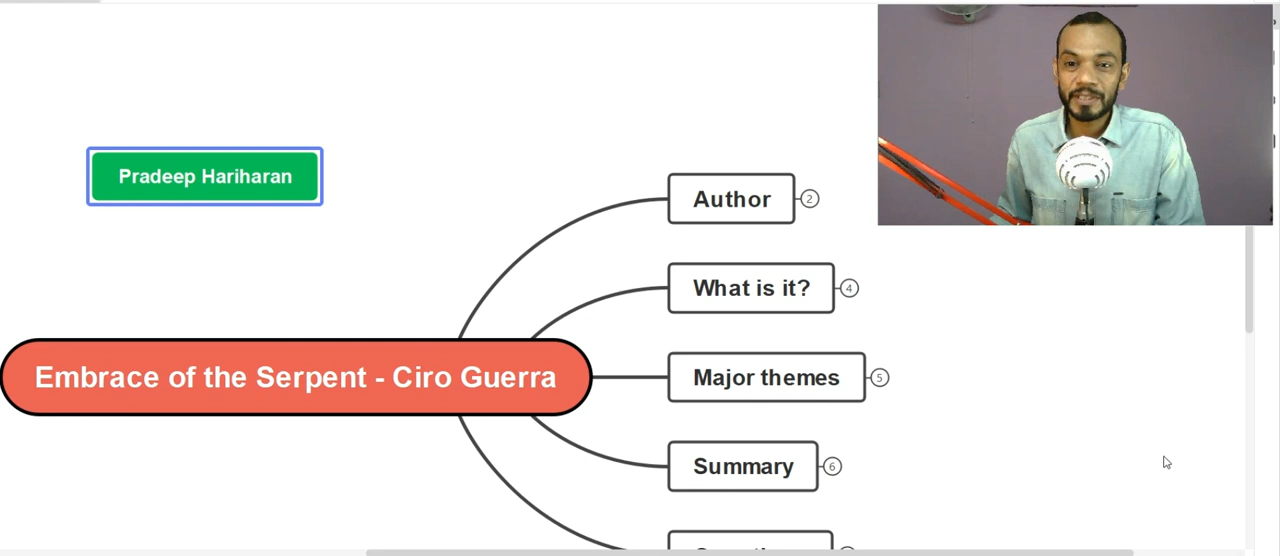 Pradeep Hariharan
Author
2
What is it?
4
Embrace of the Serpent - Ciro Guerra
Major themes
5
Summary
6